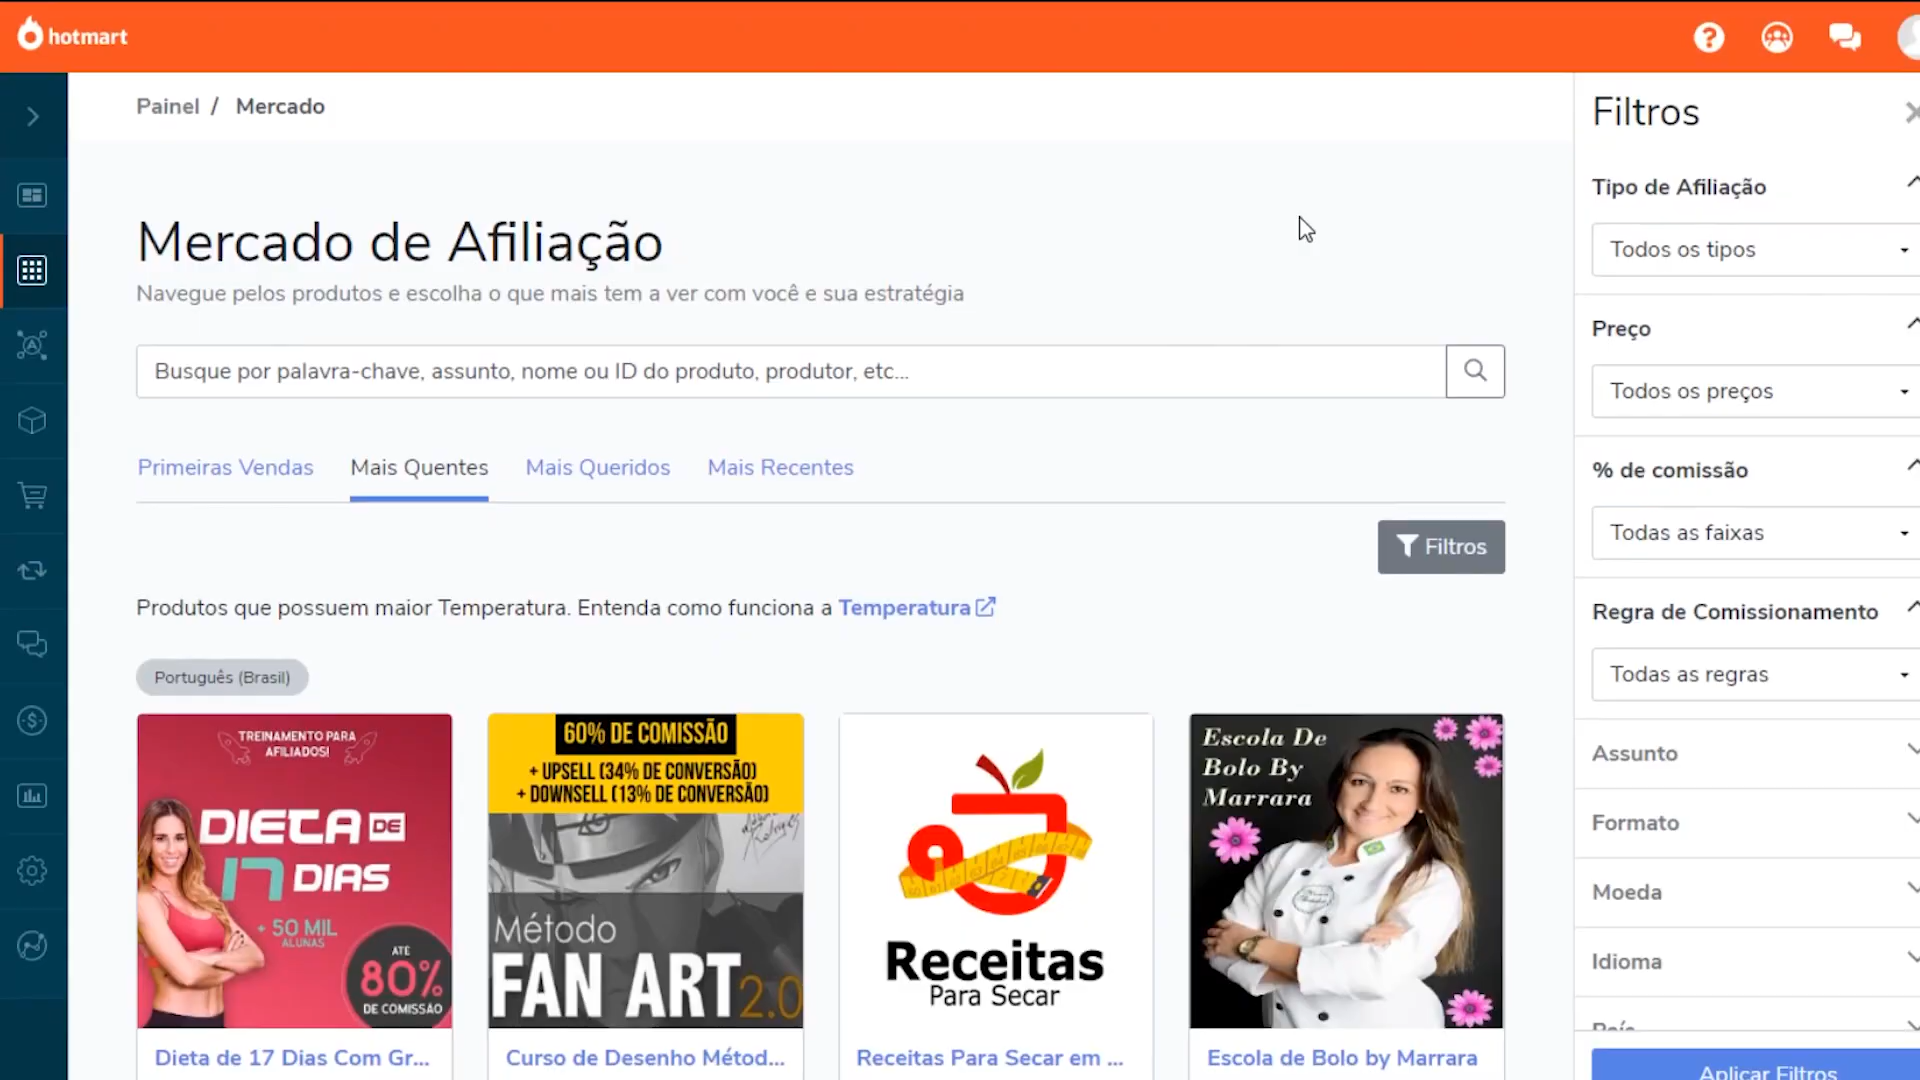 hotmart
Painel / Mercado
Mercado de Afiliação
Navegue pelos produtos e escolha o que mais tem a ver com você e sua estratégia
Busque por palavra-chave, assunto, nome ou ID do produto, produtor, etc...
Primeiras Vendas Mais Quentes Mais Queridos Mais Recentes
Filtros
Produtos que possuem maior Temperatura. Entenda como funciona a Temperatura
Português (Brasil)
TREINAMENTO PARA
AFILIADOS!
DIETA DE
17 DIAS
+ 50 MIL
ALUNAS
ATÉ
80%
DE COMISSÃO
Dieta de 17 Dias Com Gr...
60% DE COMISSÃO
+ UPSELL (34% DE CONVERSÃO)
+ DOWNSELL (13% DE CONVERSÃO)
Método
FAN ART 2.0
Curso de Desenho Métod...
Receitas
Para Secar
Receitas Para Secar em ...
Escola De
Bolo By
Marrara
Escola de Bolo by Marrara
Filtros
Tipo de Afiliação
Todos os tipos
Preço
Todos os preços
% de comissão
Todas as faixas
Regra de Comissionamento
Todas as regras
Assunto
Formato
Moeda
Idioma
País
Aplicar Filtros